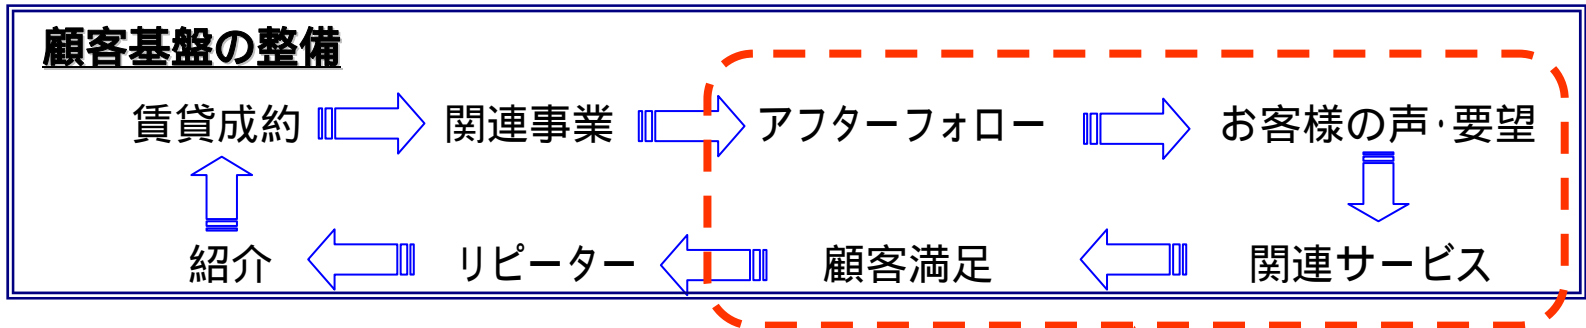 顧客基盤の整備
賃貸成約 関連事業 アフターフォロー お客様の声・要望
紹介 リピーター 顧客満足 関連サービス